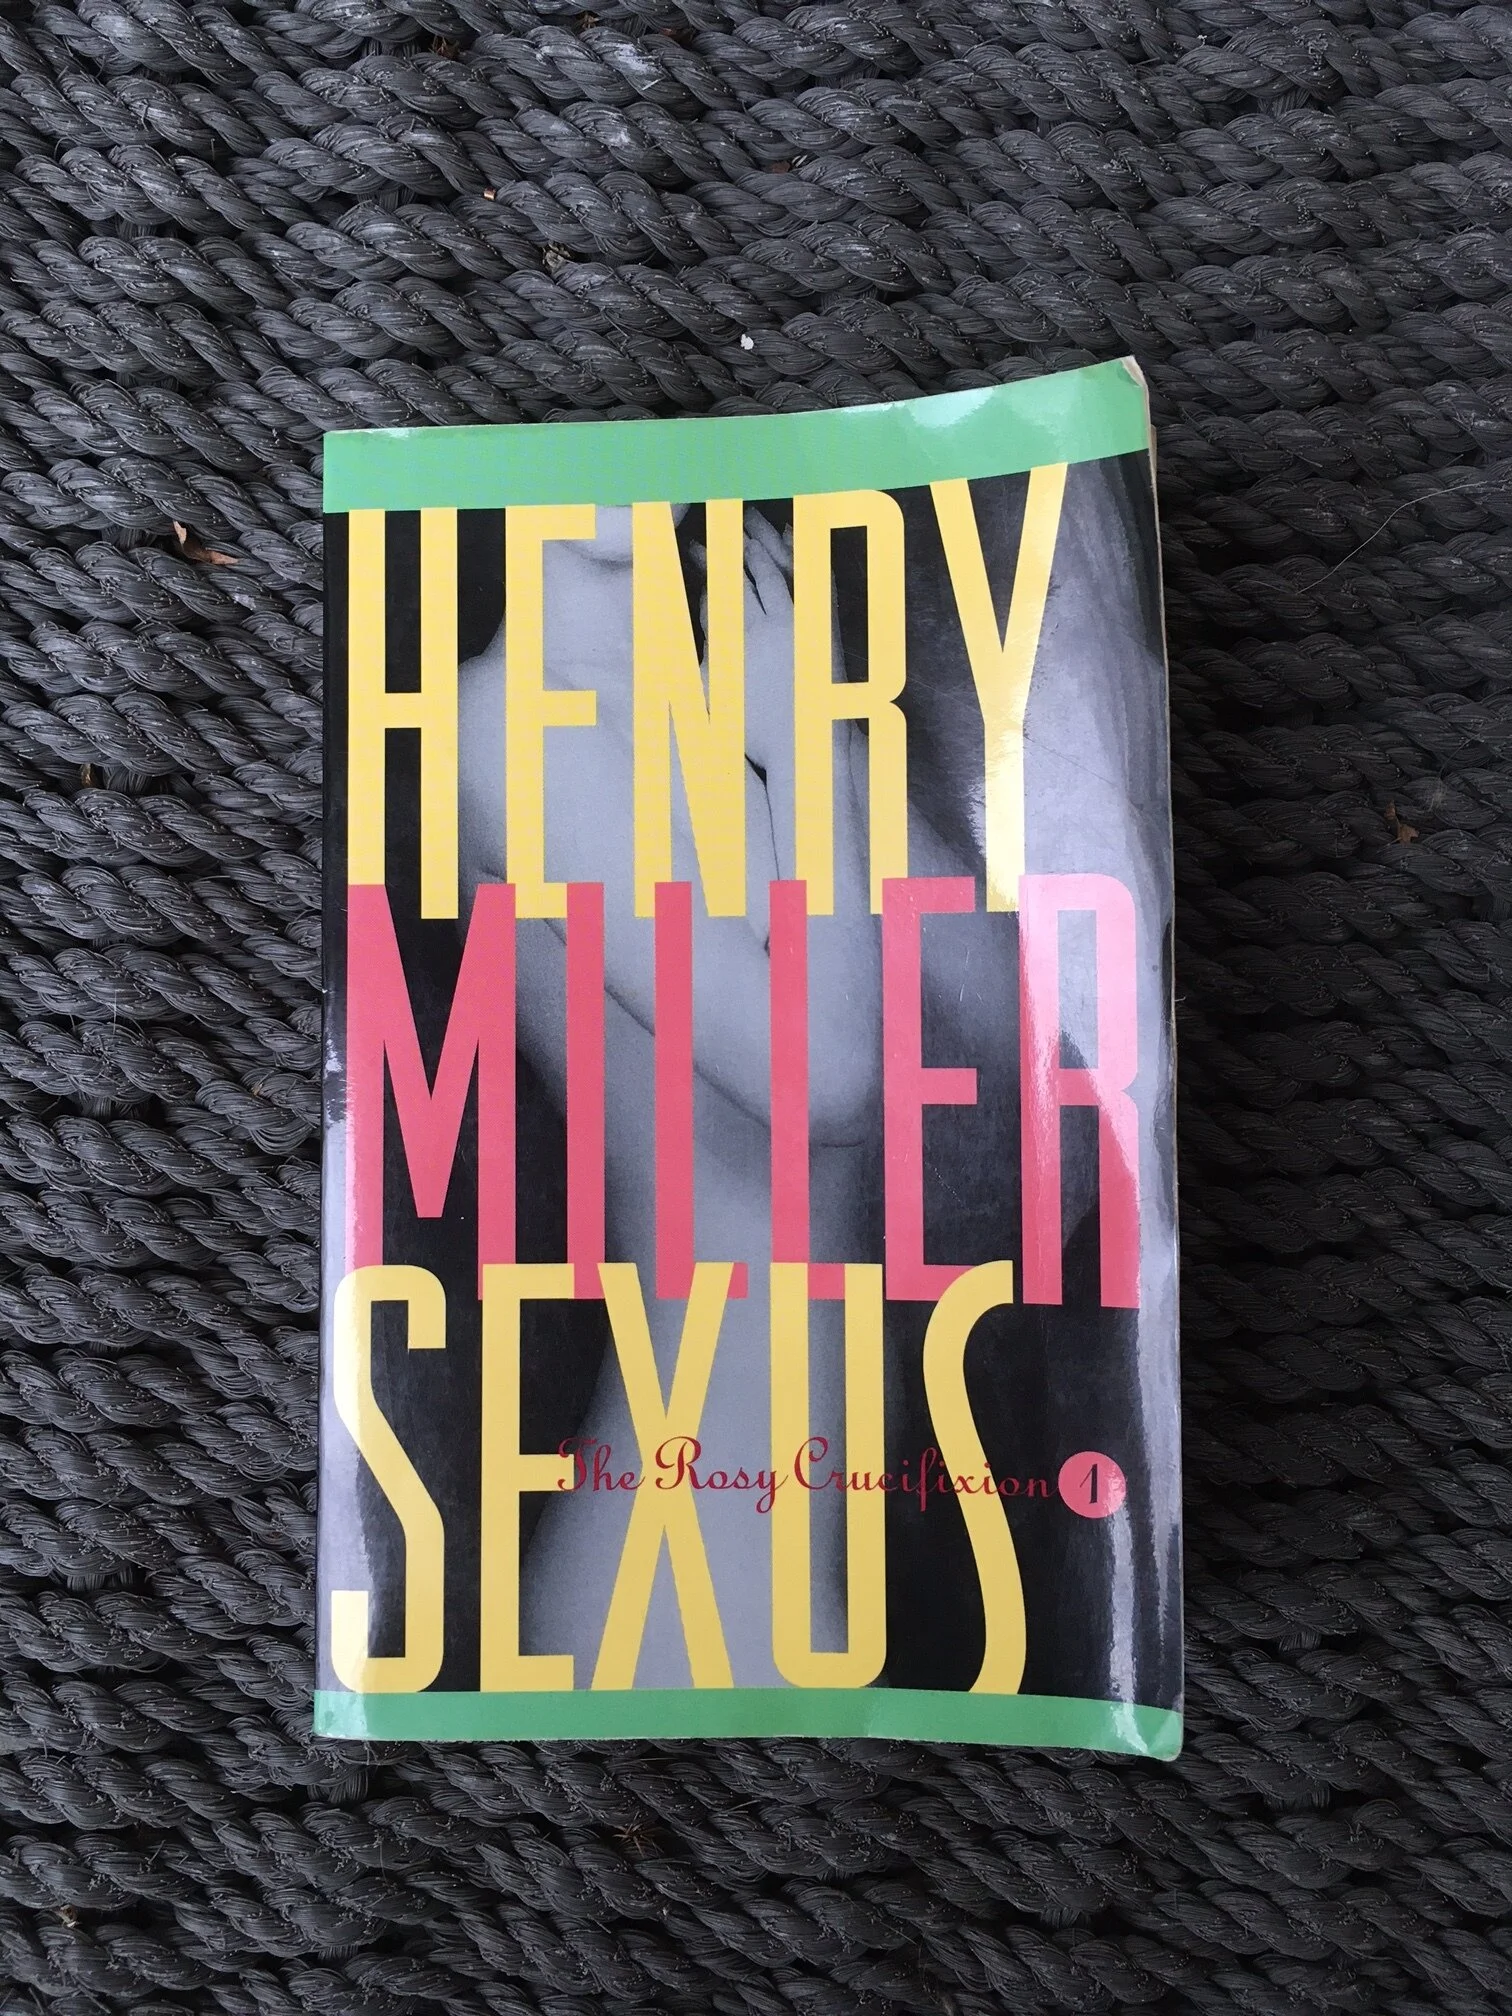 HENRY
MILLER
SEXUS
The Rosy Crucifixion 1